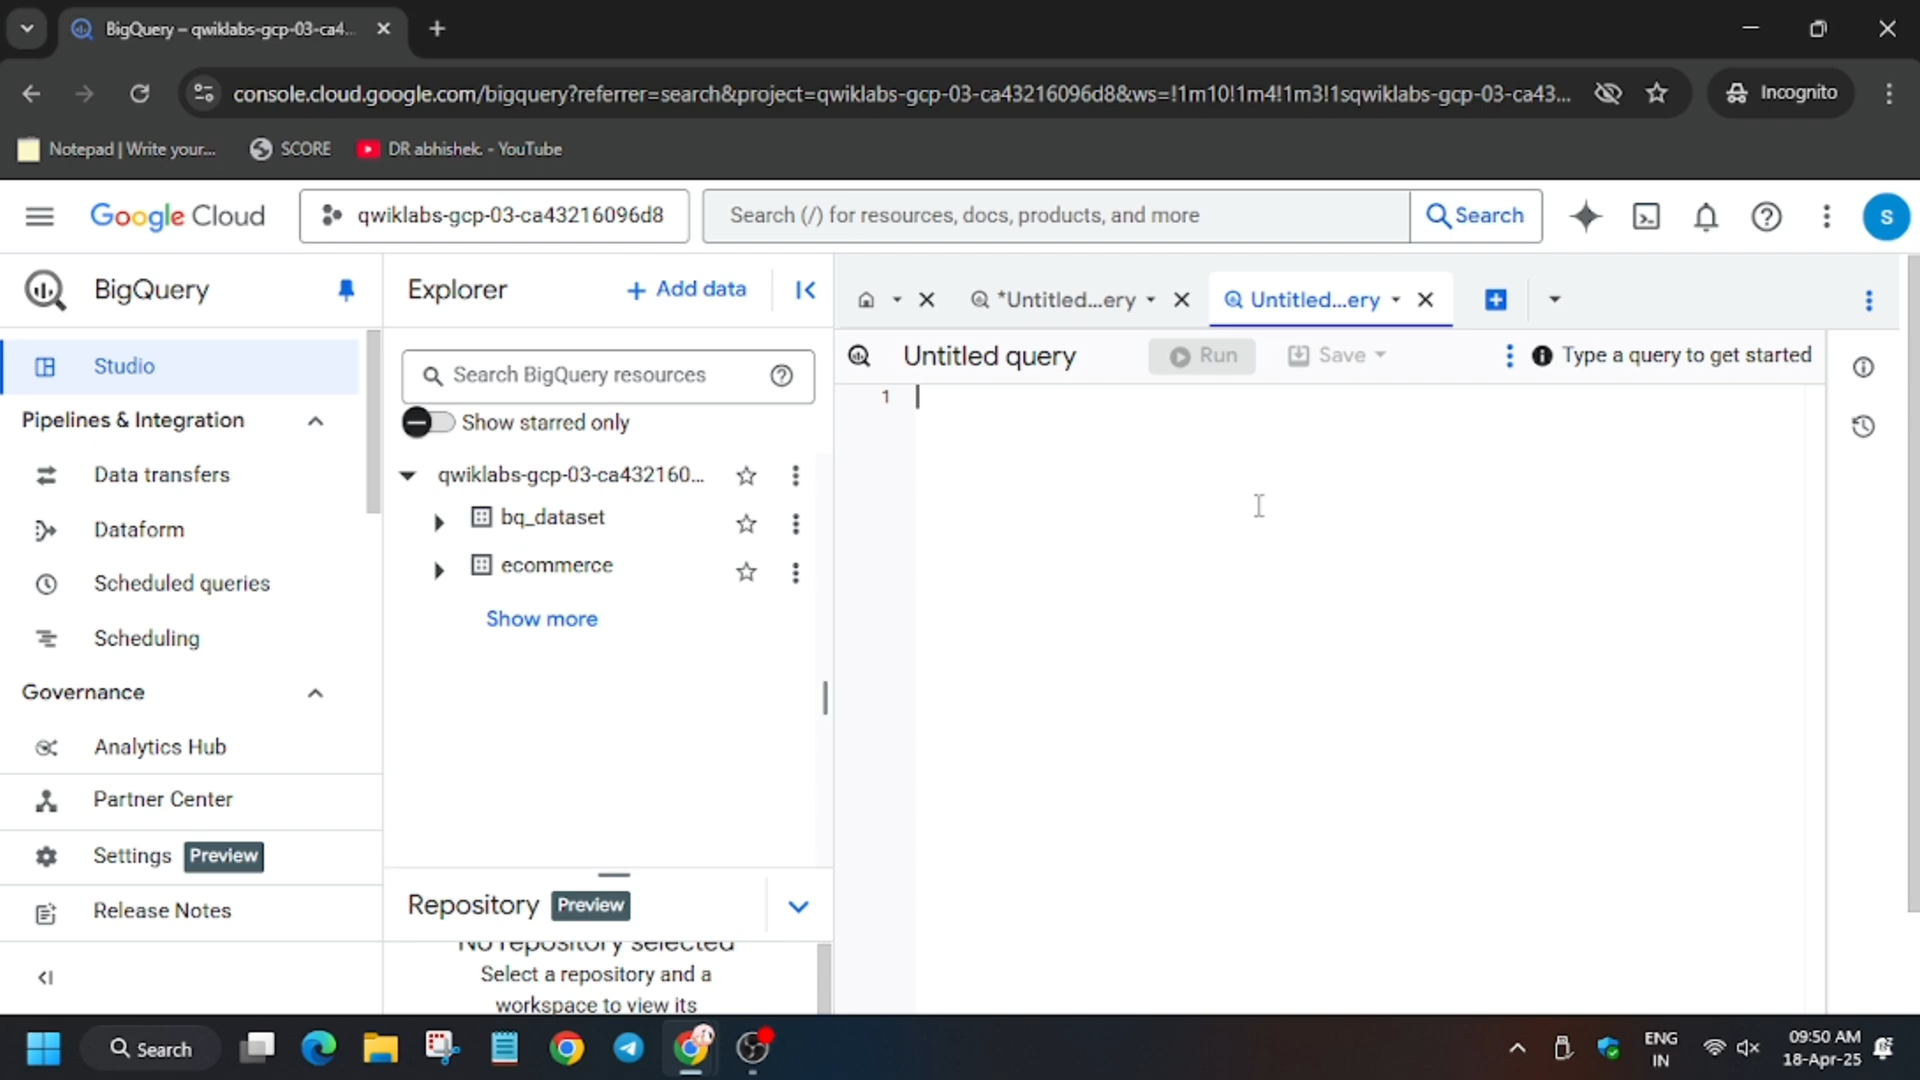 BigQuery – qwiklabs-gcp-03-ca4...
console.cloud.google.com/bigquery?referrer=search&project=qwiklabs-gcp-03-ca43216096d8&ws=!1m10!1m4!1m3!1sqwiklabs-gcp-03-ca43...
Incognito
Notepad | Write your...
SCORE
DR abhishek. - YouTube
Google Cloud
qwiklabs-gcp-03-ca43216096d8
Search (/) for resources, docs, products, and more
Search
S
BigQuery
Explorer
+ Add data
*Untitled...ery
Untitled...ery
Studio
Search BigQuery resources
Untitled query
Run
Save
Type a query to get started
1
Show starred only
Pipelines & Integration
Data transfers
Dataform
Scheduled queries
Scheduling
qwiklabs-gcp-03-ca432160...
bq_dataset
ecommerce
Show more
Governance
Analytics Hub
Partner Center
Settings Preview
Release Notes
Repository Preview
No repository selected
Select a repository and a
workspace to view its
Search
ENG
IN
09:50 AM
18-Apr-25